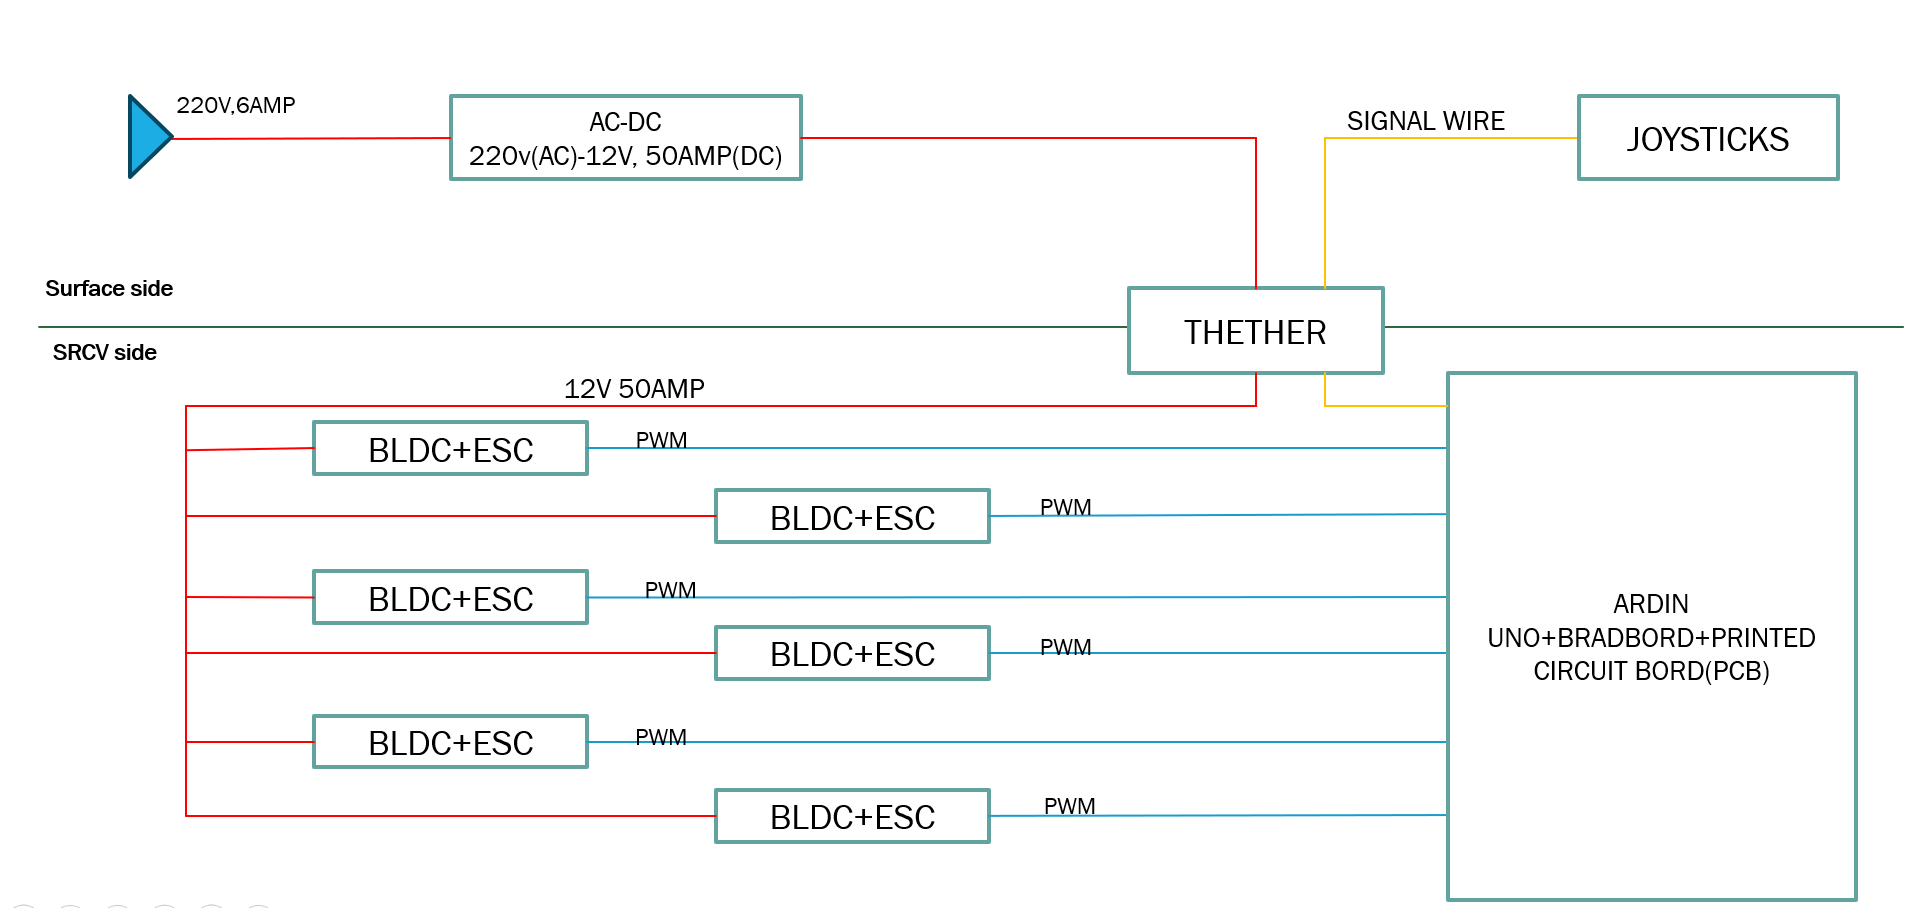 220V,6AMP
AC-DC
220v(AC)-12V, 50AMP(DC)
SIGNAL WIRE
JOYSTICKS
Surface side
THETHER
SRCV side
12V 50AMP
BLDC+ESC
PWM
BLDC+ESC
PWM
BLDC+ESC
PWM
BLDC+ESC
PWM
BLDC+ESC
PWM
BLDC+ESC
PWM
ARDIN
UNO+BRADBORD+PRINTED
CIRCUIT BORD(PCB)